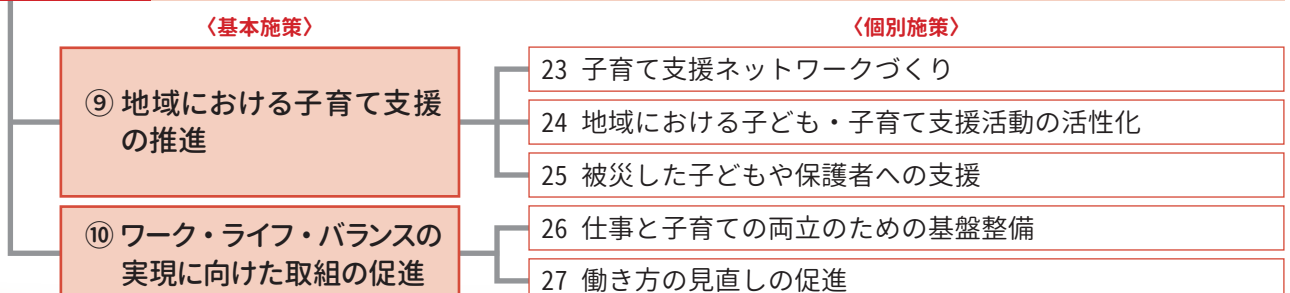 〈基本施策〉
〈個別施策〉
⑨ 地域における子育て支援
の推進
23 子育て支援ネットワークづくり
24 地域における子ども・子育て支援活動の活性化
25 被災した子どもや保護者への支援
⑩ ワーク・ライフ・バランスの
実現に向けた取組の促進
26 仕事と子育ての両立のための基盤整備
27 働き方の見直しの促進